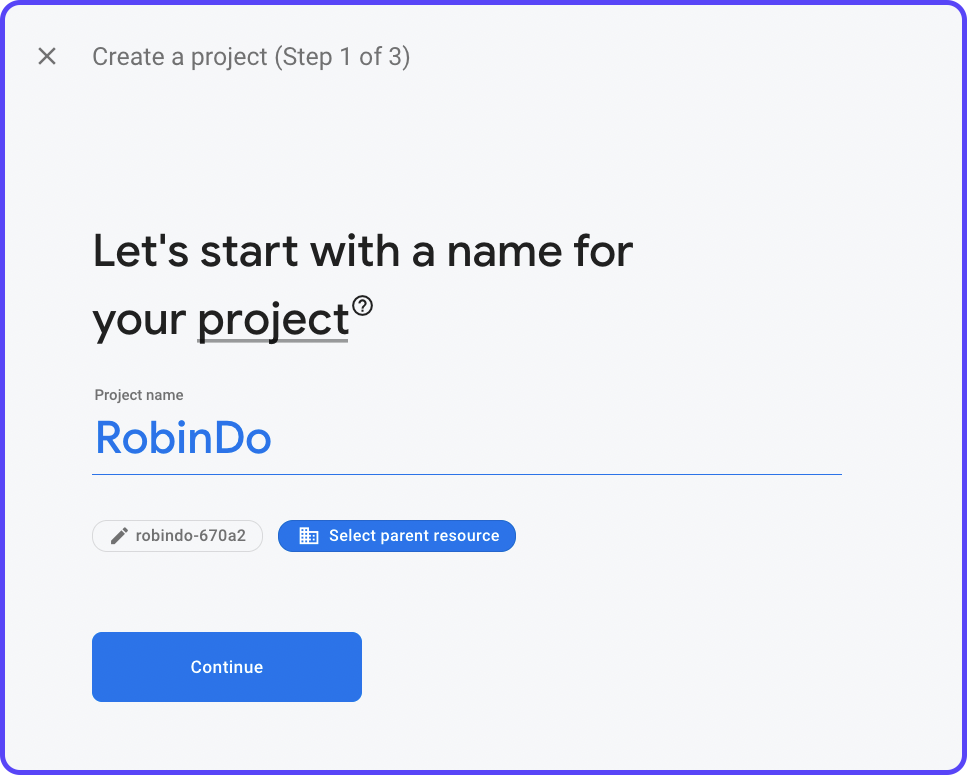 Create a project (Step 1 of 3)
Let's start with a name for
your project
Project name
RobinDo
robindo-670a2
Select parent resource
Continue